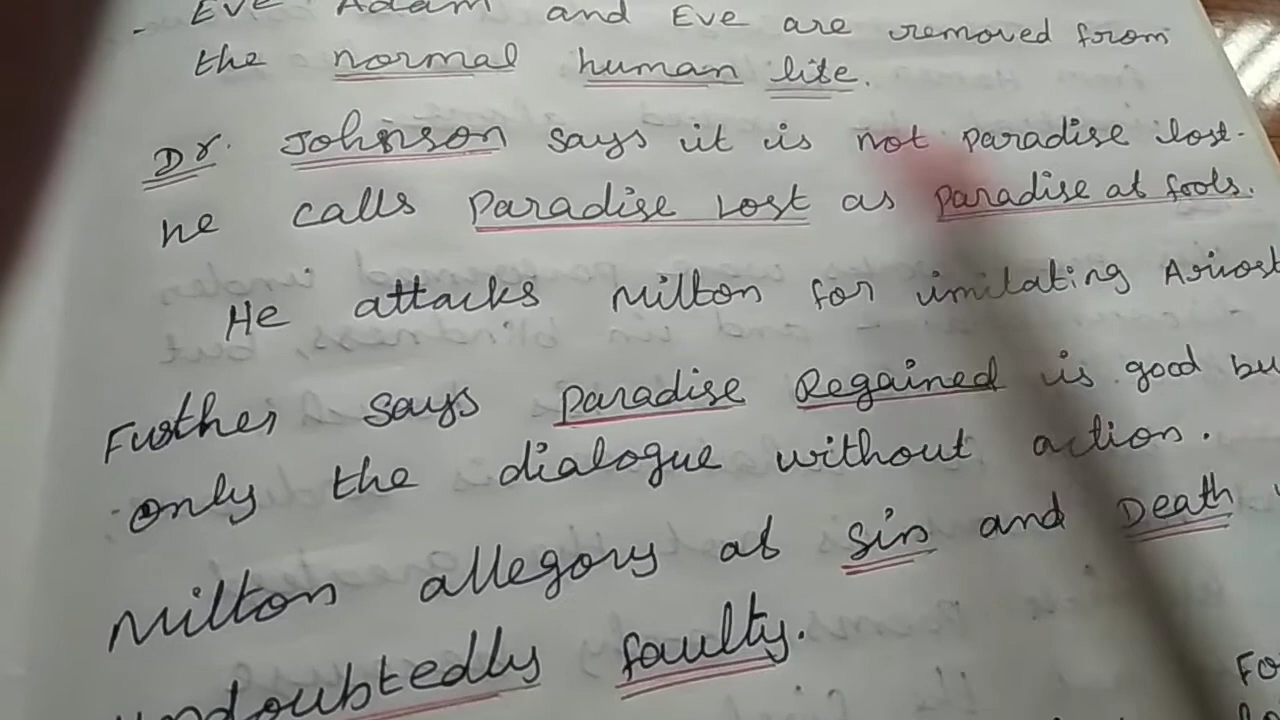 - Eve Adam and Eve are removed from
the normal human life.
Dr. Johnson says it is not Paradise lost.
he calls Paradise Lost as Paradise of fools.
He attacks Milton for imitating Ariost
Further says Paradise Regained is good bu
only the dialogue without action.
Milton allegory of Sin and Death
undoubtedly faulty.
Fo